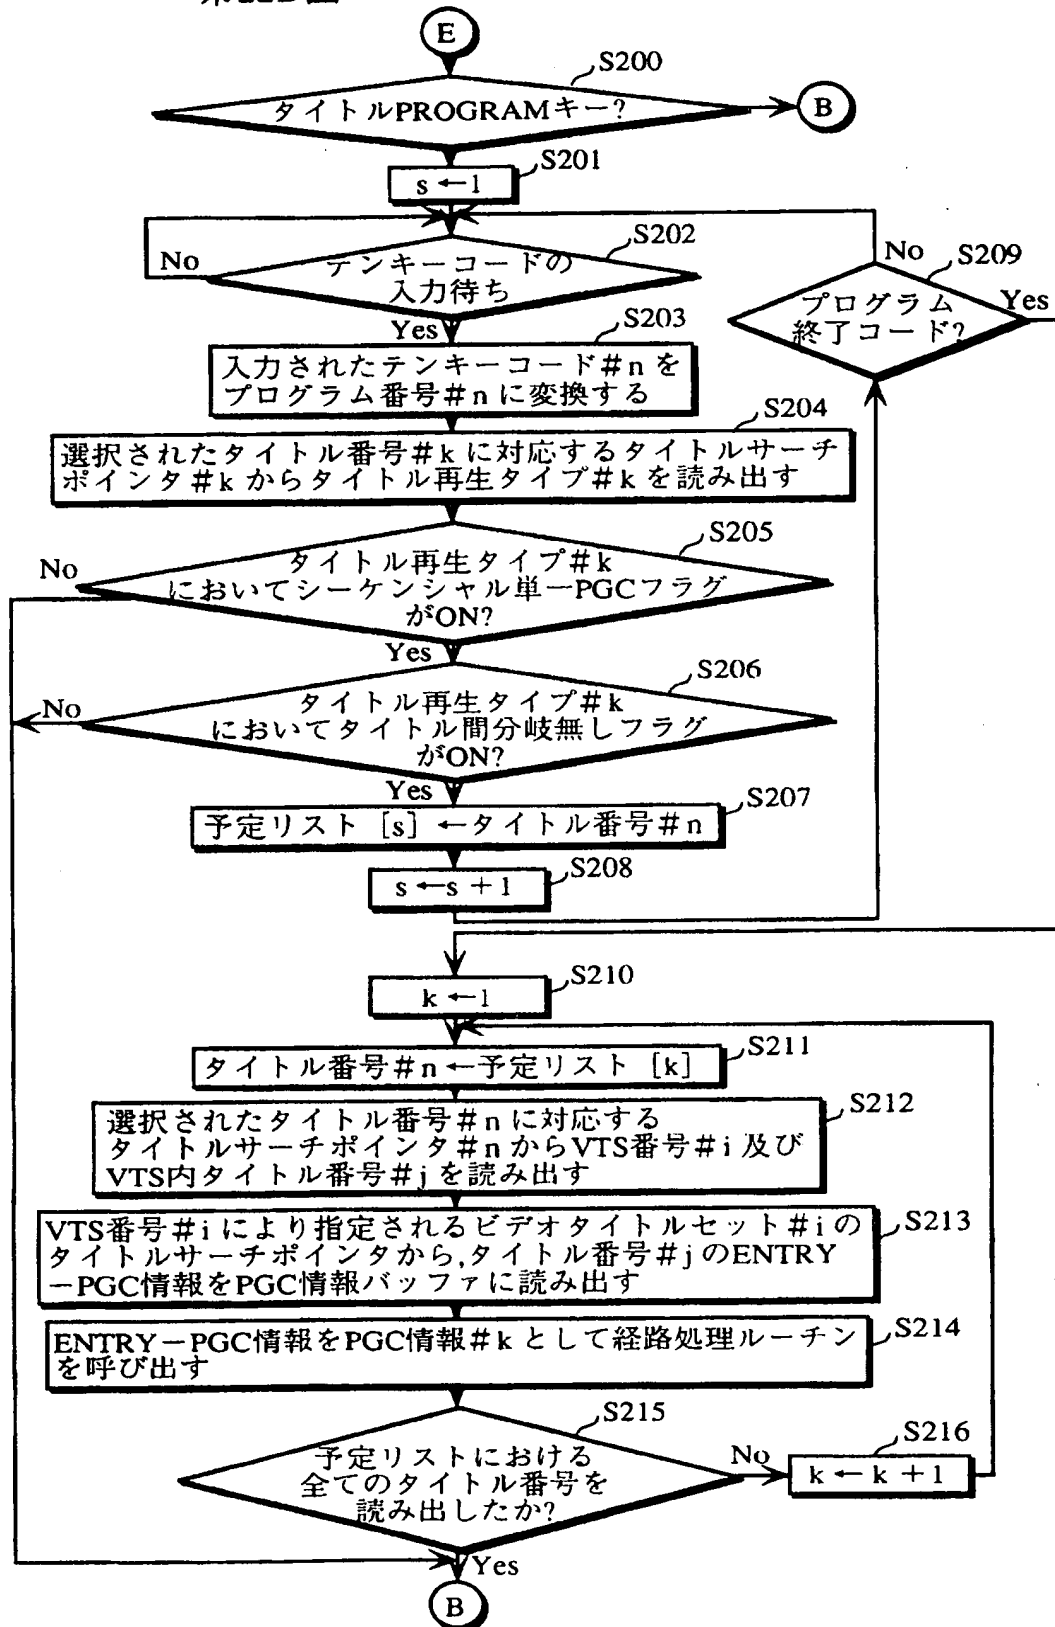 E
S200
タイトルPROGRAMキー?
B
S201
s←1
S202
No
テンキーコードの
入力待ち
Yes
No
S209
プログラム
終了コード?
Yes
S203
入力されたテンキーコード#nを
プログラム番号#nに変換する
S204
選択されたタイトル番号#kに対応するタイトルサーチ
ポインタ#kからタイトル再生タイプ#kを読み出す
S205
No
タイトル再生タイプ#k
においてシーケンシャル単一PGCフラグ
がON?
Yes
S206
No
タイトル再生タイプ#k
においてタイトル間分岐無しフラグ
がON?
Yes
S207
予定リスト [s] ←タイトル番号#n
S208
s←s+1
S210
k←1
S211
タイトル番号#n←予定リスト [k]
S212
選択されたタイトル番号#nに対応する
タイトルサーチポインタ#nからVTS番号#i及び
VTS内タイトル番号#jを読み出す
S213
VTS番号#iにより指定されるビデオタイトルセット#iの
タイトルサーチポインタから,タイトル番号#jのENTRY
−PGC情報をPGC情報バッファに読み出す
S214
ENTRY−PGC情報をPGC情報#kとして経路処理ルーチン
を呼び出す
S215
予定リストにおける
全てのタイトル番号を
読み出したか?
No
S216
k←k+1
Yes
B